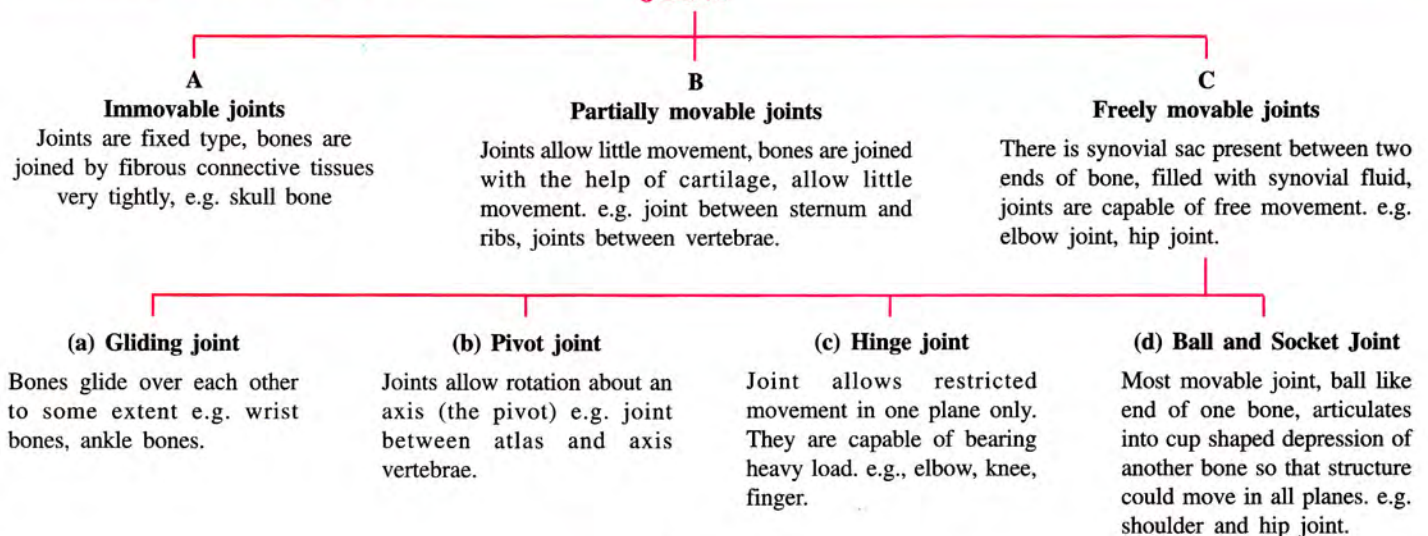 A
Immovable joints
Joints are fixed type, bones are
joined by fibrous connective tissues
very tightly, e.g. skull bone
B
Partially movable joints
Joints allow little movement, bones are joined
with the help of cartilage, allow little
movement. e.g. joint between sternum and
ribs, joints between vertebrae.
C
Freely movable joints
There is synovial sac present between two
ends of bone, filled with synovial fluid,
joints are capable of free movement. e.g.
elbow joint, hip joint.
(a) Gliding joint
Bones glide over each other
to some extent e.g. wrist
bones, ankle bones.
(b) Pivot joint
Joints allow rotation about an
axis (the pivot) e.g. joint
between atlas and axis
vertebrae.
(c) Hinge joint
Joint allows restricted
movement in one plane only.
They are capable of bearing
heavy load. e.g., elbow, knee,
finger.
(d) Ball and Socket Joint
Most movable joint, ball like
end of one bone, articulates
into cup shaped depression of
another bone so that structure
could move in all planes. e.g.
shoulder and hip joint.